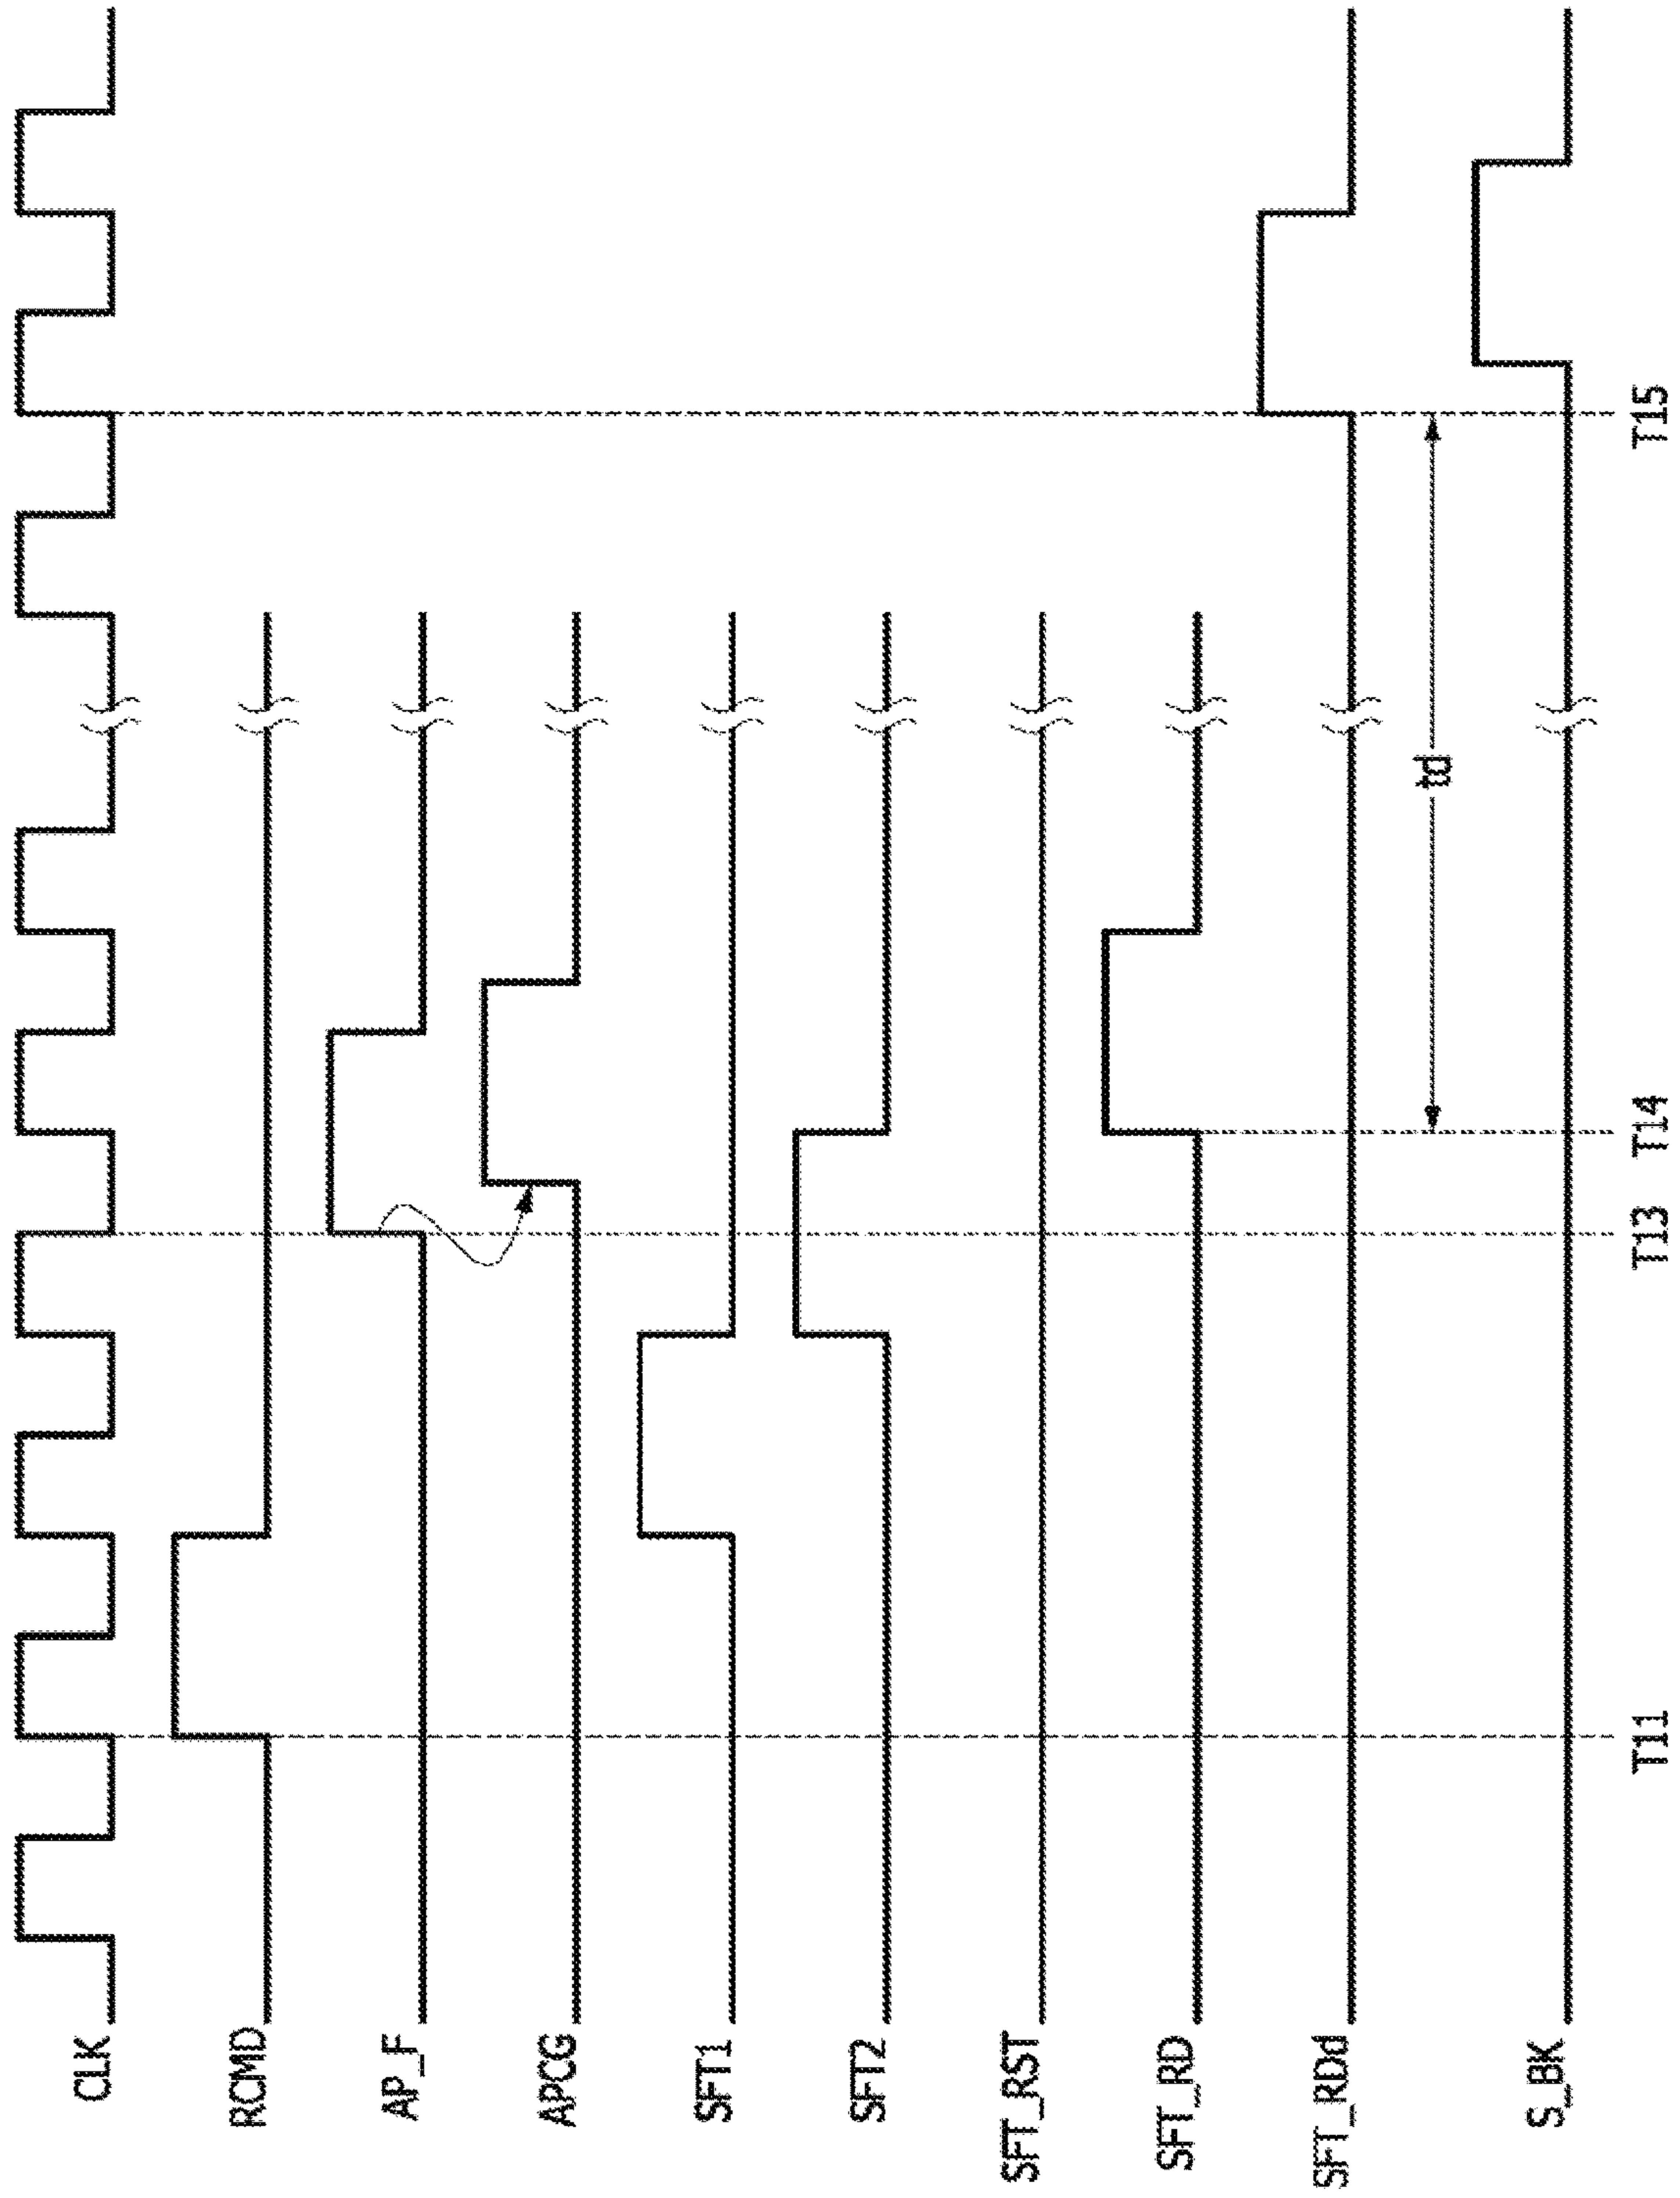 CLK
RCMD
AP_F
APCG
SFT1
SFT2
SFT_RST
SFT_RD
SFT_RDd
td
S_BK
T11
T13
T14
T15